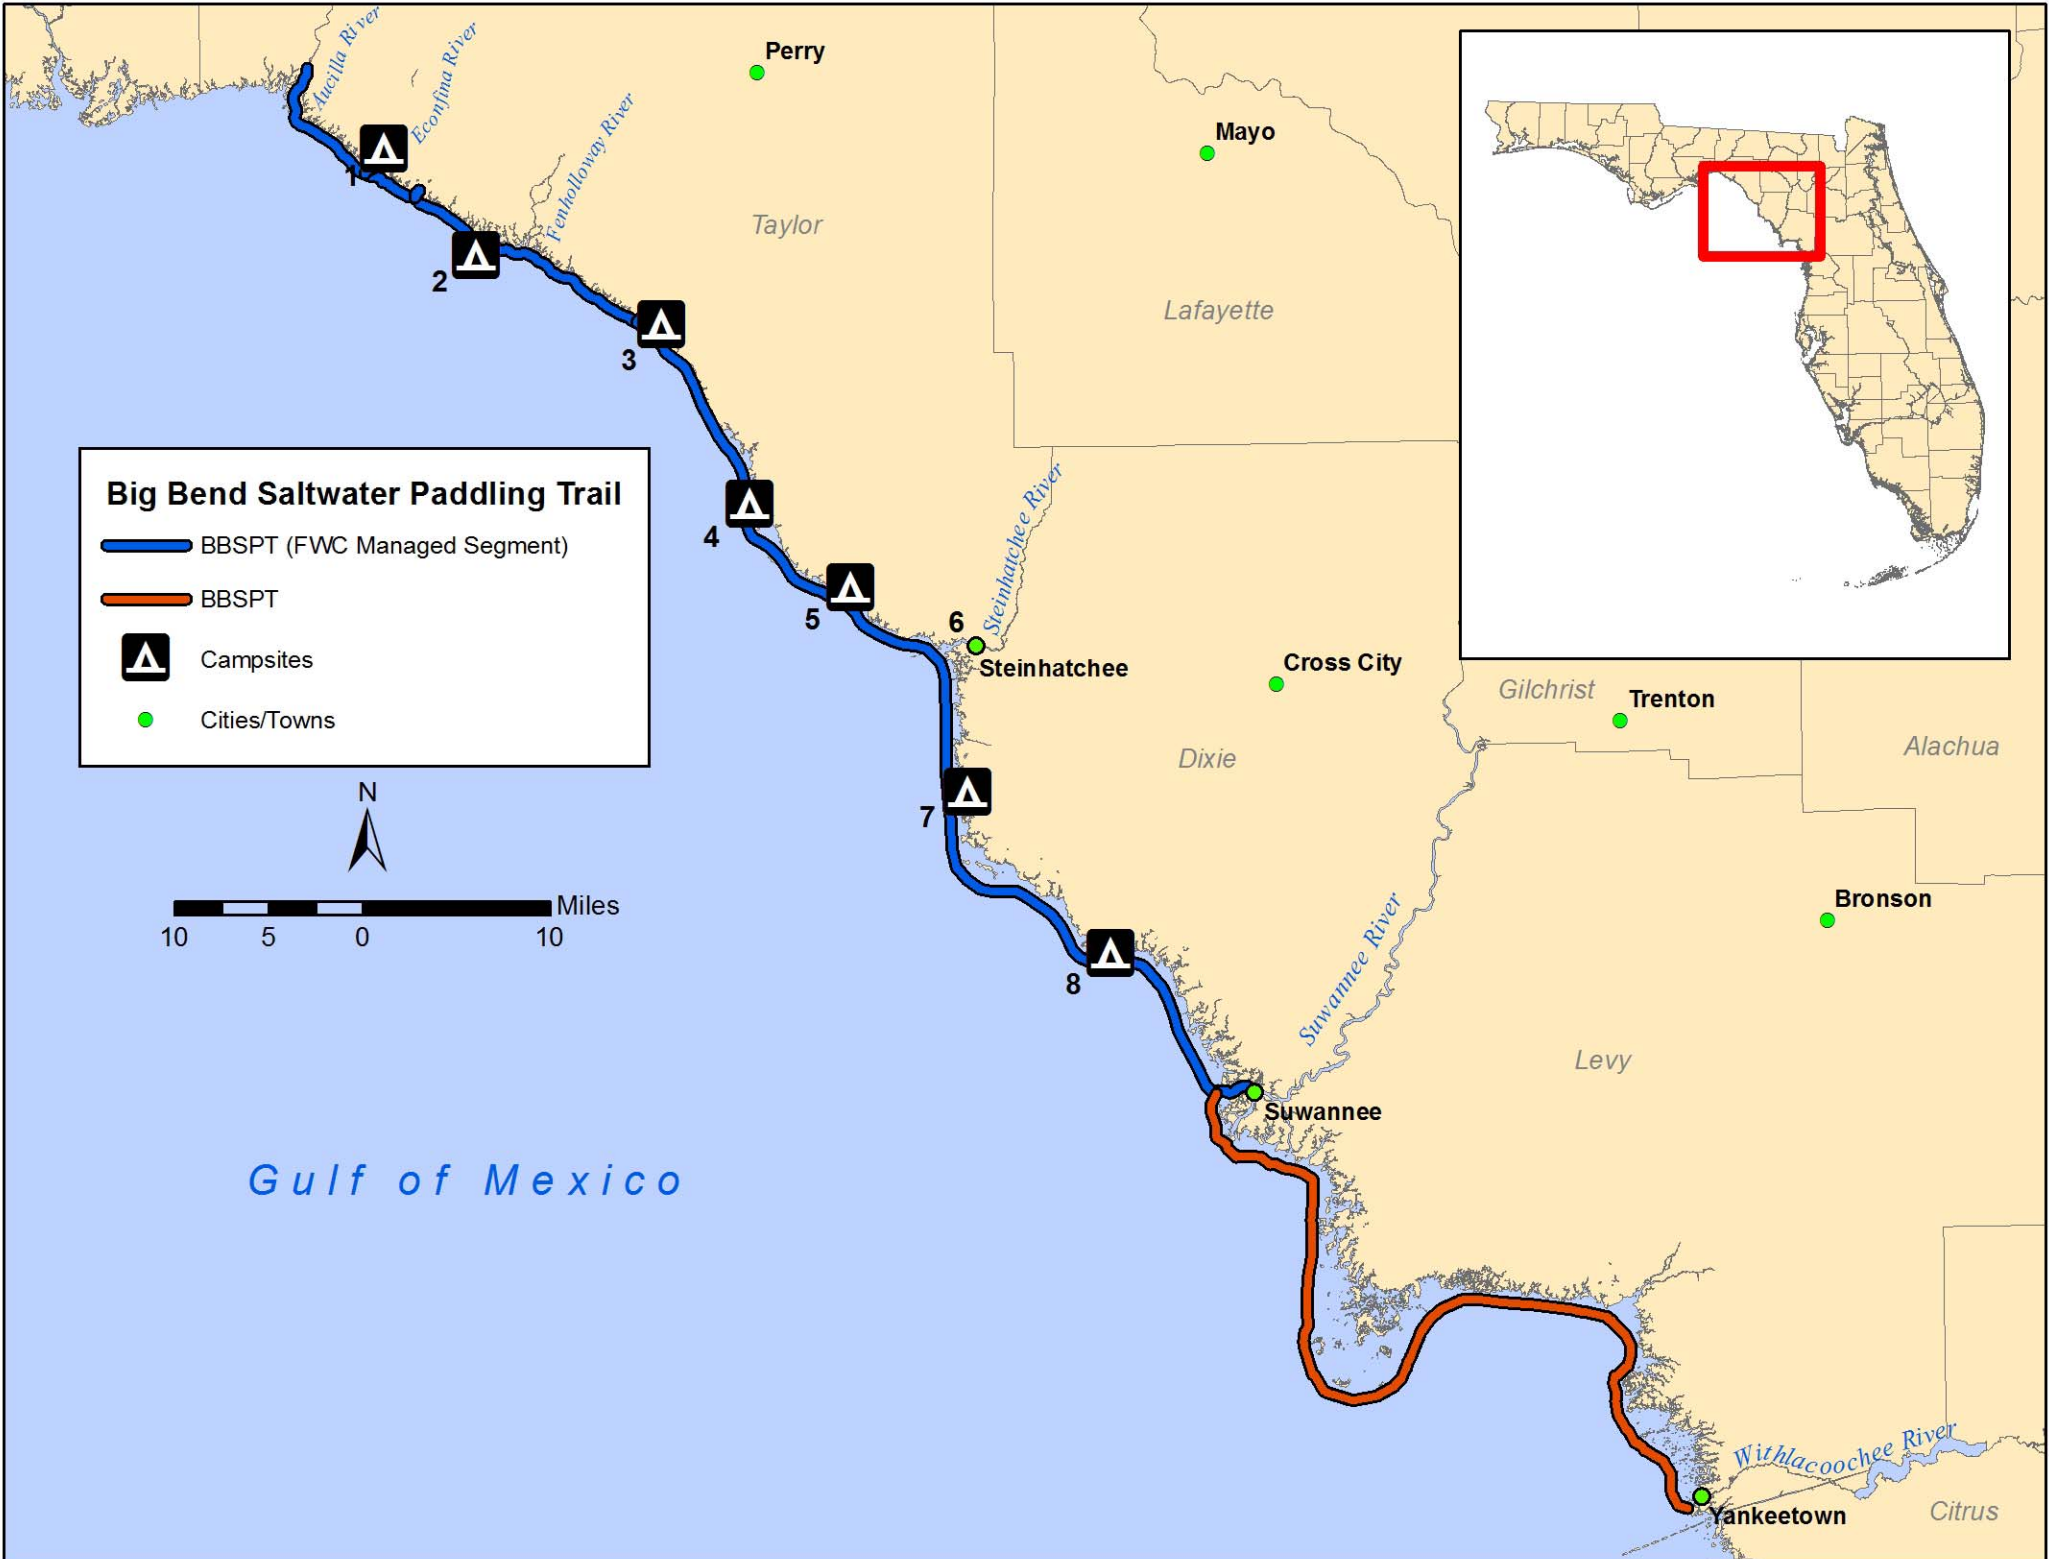 Aucilla River
Econfina River
Perry
Mayo
1
Fenholloway River
Taylor
2
Lafayette
3
Big Bend Saltwater Paddling Trail
BBSPT (FWC Managed Segment)
BBSPT
Campsites
Cities/Towns
4
5
6
Steinhatchee River
Steinhatchee
Cross City
Gilchrist
Trenton
Dixie
Alachua
N
Miles
10 5 0 10
7
Bronson
8
Suwannee River
Levy
Suwannee
Gulf of Mexico
Withlacoochee River
Yankeetown
Citrus